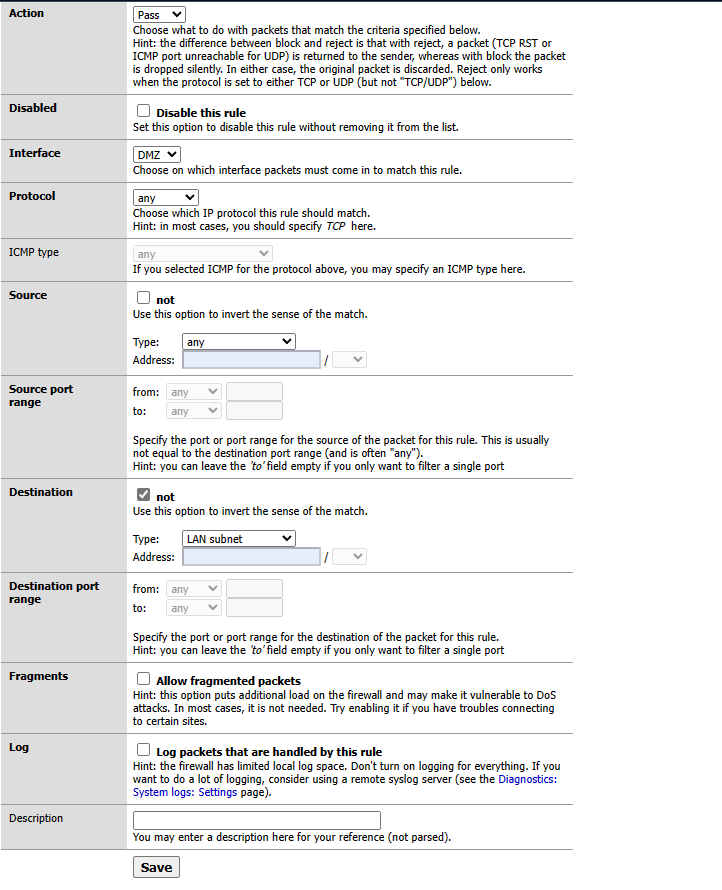 Action
Pass
Choose what to do with packets that match the criteria specified below.
Hint: the difference between block and reject is that with reject, a packet (TCP RST or
ICMP port unreachable for UDP) is returned to the sender, whereas with block the packet
is dropped silently. In either case, the original packet is discarded. Reject only works
when the protocol is set to either TCP or UDP (but not "TCP/UDP") below.
Disabled
Disable this rule
Set this option to disable this rule without removing it from the list.
Interface
DMZ
Choose on which interface packets must come in to match this rule.
Protocol
any
Choose which IP protocol this rule should match.
Hint: in most cases, you should specify TCP here.
ICMP type
any
If you selected ICMP for the protocol above, you may specify an ICMP type here.
Source
not
Use this option to invert the sense of the match.
Type: any
Address: /
Source port
range
from: any
to: any
Specify the port or port range for the source of the packet for this rule. This is usually
not equal to the destination port range (and is often "any").
Hint: you can leave the 'to' field empty if you only want to filter a single port
Destination
not
Use this option to invert the sense of the match.
Type: LAN subnet
Address: /
Destination port
range
from: any
to: any
Specify the port or port range for the destination of the packet for this rule.
Hint: you can leave the 'to' field empty if you only want to filter a single port
Fragments
Allow fragmented packets
Hint: this option puts additional load on the firewall and may make it vulnerable to DoS
attacks. In most cases, it is not needed. Try enabling it if you have troubles connecting
to certain sites.
Log
Log packets that are handled by this rule
Hint: the firewall has limited local log space. Don't turn on logging for everything. If you
want to do a lot of logging, consider using a remote syslog server (see the Diagnostics:
System logs: Settings page).
Description
You may enter a description here for your reference (not parsed).
Save